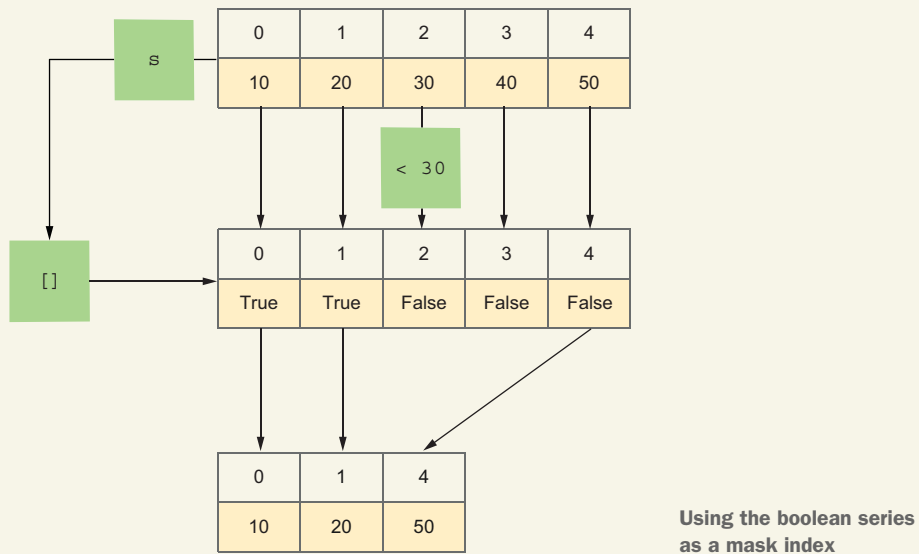 0 1 2 3 4
s
10 20 30 40 50
< 30
0 1 2 3 4
[]
True True False False False
0 1 4
10 20 50
Using the boolean series
as a mask index